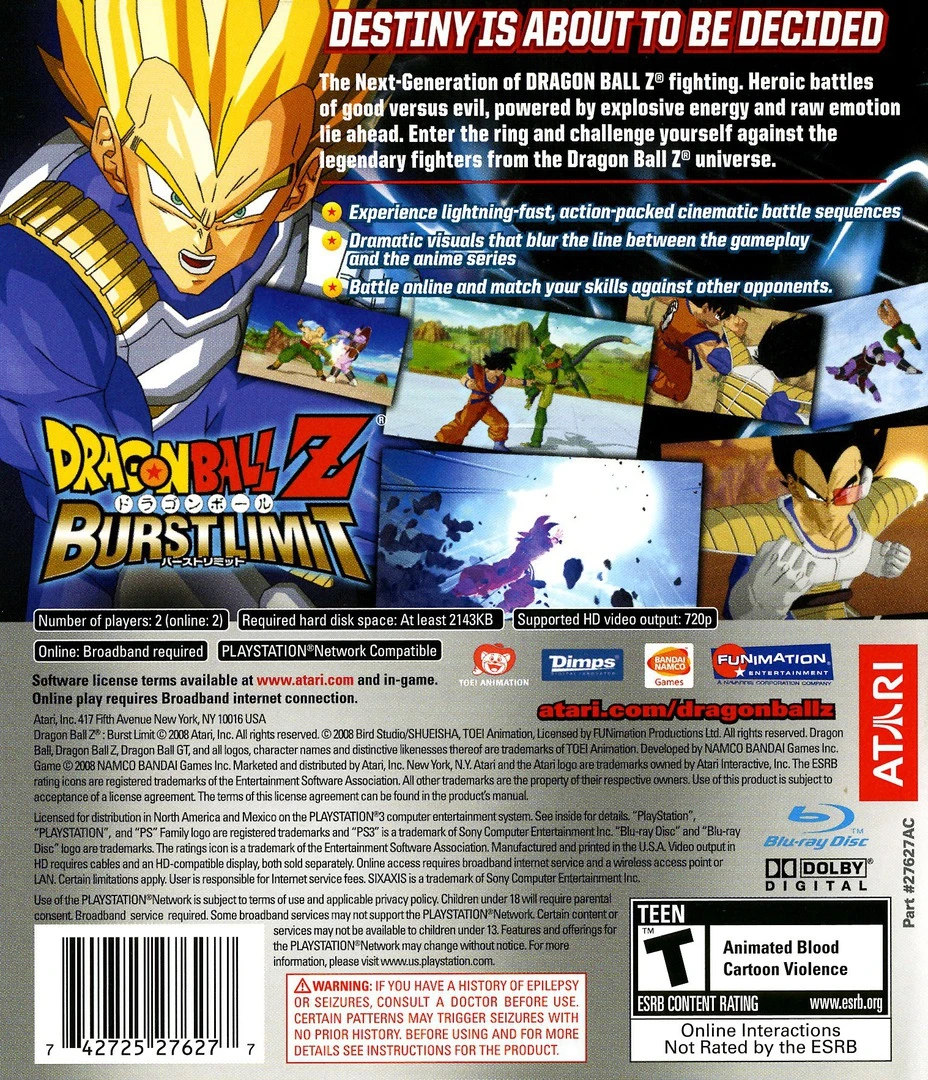 DESTINY IS ABOUT TO BE DECIDED
The Next-Generation of DRAGON BALL Z® fighting. Heroic battles
of good versus evil, powered by explosive energy and raw emotion
lie ahead. Enter the ring and challenge yourself against the
legendary fighters from the Dragon Ball Z® universe.
Experience lightning-fast, action-packed cinematic battle sequences
Dramatic visuals that blur the line between the gameplay
and the anime series
Battle online and match your skills against other opponents.
DRAGON BALL Z®
ドラゴンボール
BURST LIMIT
バーストリミット
Number of players: 2 (online: 2)
Required hard disk space: At least 2143KB
Supported HD video output: 720p
Online: Broadband required
PLAYSTATION®Network Compatible
Software license terms available at www.atari.com and in-game.
Online play requires Broadband internet connection.
TOEI ANIMATION
Dimps
BANDAI
NAMCO
Games
FUNIMATION
ENTERTAINMENT
A NAVARRE CORPORATION COMPANY
atari.com/dragonballz
ATARI
Atari, Inc. 417 Fifth Avenue New York, NY 10016 USA
Dragon Ball Z® : Burst Limit © 2008 Atari, Inc. All rights reserved. © 2008 Bird Studio/SHUEISHA, TOEI Animation, Licensed by FUNimation Productions Ltd. All rights reserved. Dragon
Ball, Dragon Ball Z, Dragon Ball GT, and all logos, character names and distinctive likenesses thereof are trademarks of TOEI Animation. Developed by NAMCO BANDAI Games Inc.
Game © 2008 NAMCO BANDAI Games Inc. Marketed and distributed by Atari, Inc. New York, N.Y. Atari and the Atari logo are trademarks owned by Atari Interactive, Inc. The ESRB
rating icons are registered trademarks of the Entertainment Software Association. All other trademarks are the property of their respective owners. Use of this product is subject to
acceptance of a license agreement. The terms of this license agreement can be found in the product's manual.
Licensed for distribution in North America and Mexico on the PLAYSTATION®3 computer entertainment system. See inside for details. "PlayStation",
"PLAYSTATION", and "PS" Family logo are registered trademarks and "PS3" is a trademark of Sony Computer Entertainment Inc. "Blu-ray Disc" and "Blu-ray
Disc" logo are trademarks. The ratings icon is a trademark of the Entertainment Software Association. Manufactured and printed in the U.S.A. Video output in
HD requires cables and an HD-compatible display, both sold separately. Online access requires broadband internet service and a wireless access point or
LAN. Certain limitations apply. User is responsible for Internet service fees. SIXAXIS is a trademark of Sony Computer Entertainment Inc.
Use of the PLAYSTATION®Network is subject to terms of use and applicable privacy policy. Children under 18 will require parental
consent. Broadband service required. Some broadband services may not support the PLAYSTATION®Network. Certain content or
services may not be available to children under 13. Features and offerings for
the PLAYSTATION®Network may change without notice. For more
information, please visit www.us.playstation.com.
Blu-ray Disc™
DOLBY®
DIGITAL
Part #27627AC
7 42725 27627 7
WARNING: IF YOU HAVE A HISTORY OF EPILEPSY
OR SEIZURES, CONSULT A DOCTOR BEFORE USE.
CERTAIN PATTERNS MAY TRIGGER SEIZURES WITH
NO PRIOR HISTORY. BEFORE USING AND FOR MORE
DETAILS SEE INSTRUCTIONS FOR THE PRODUCT.
TEEN
T™
Animated Blood
Cartoon Violence
ESRB CONTENT RATING www.esrb.org
Online Interactions
Not Rated by the ESRB